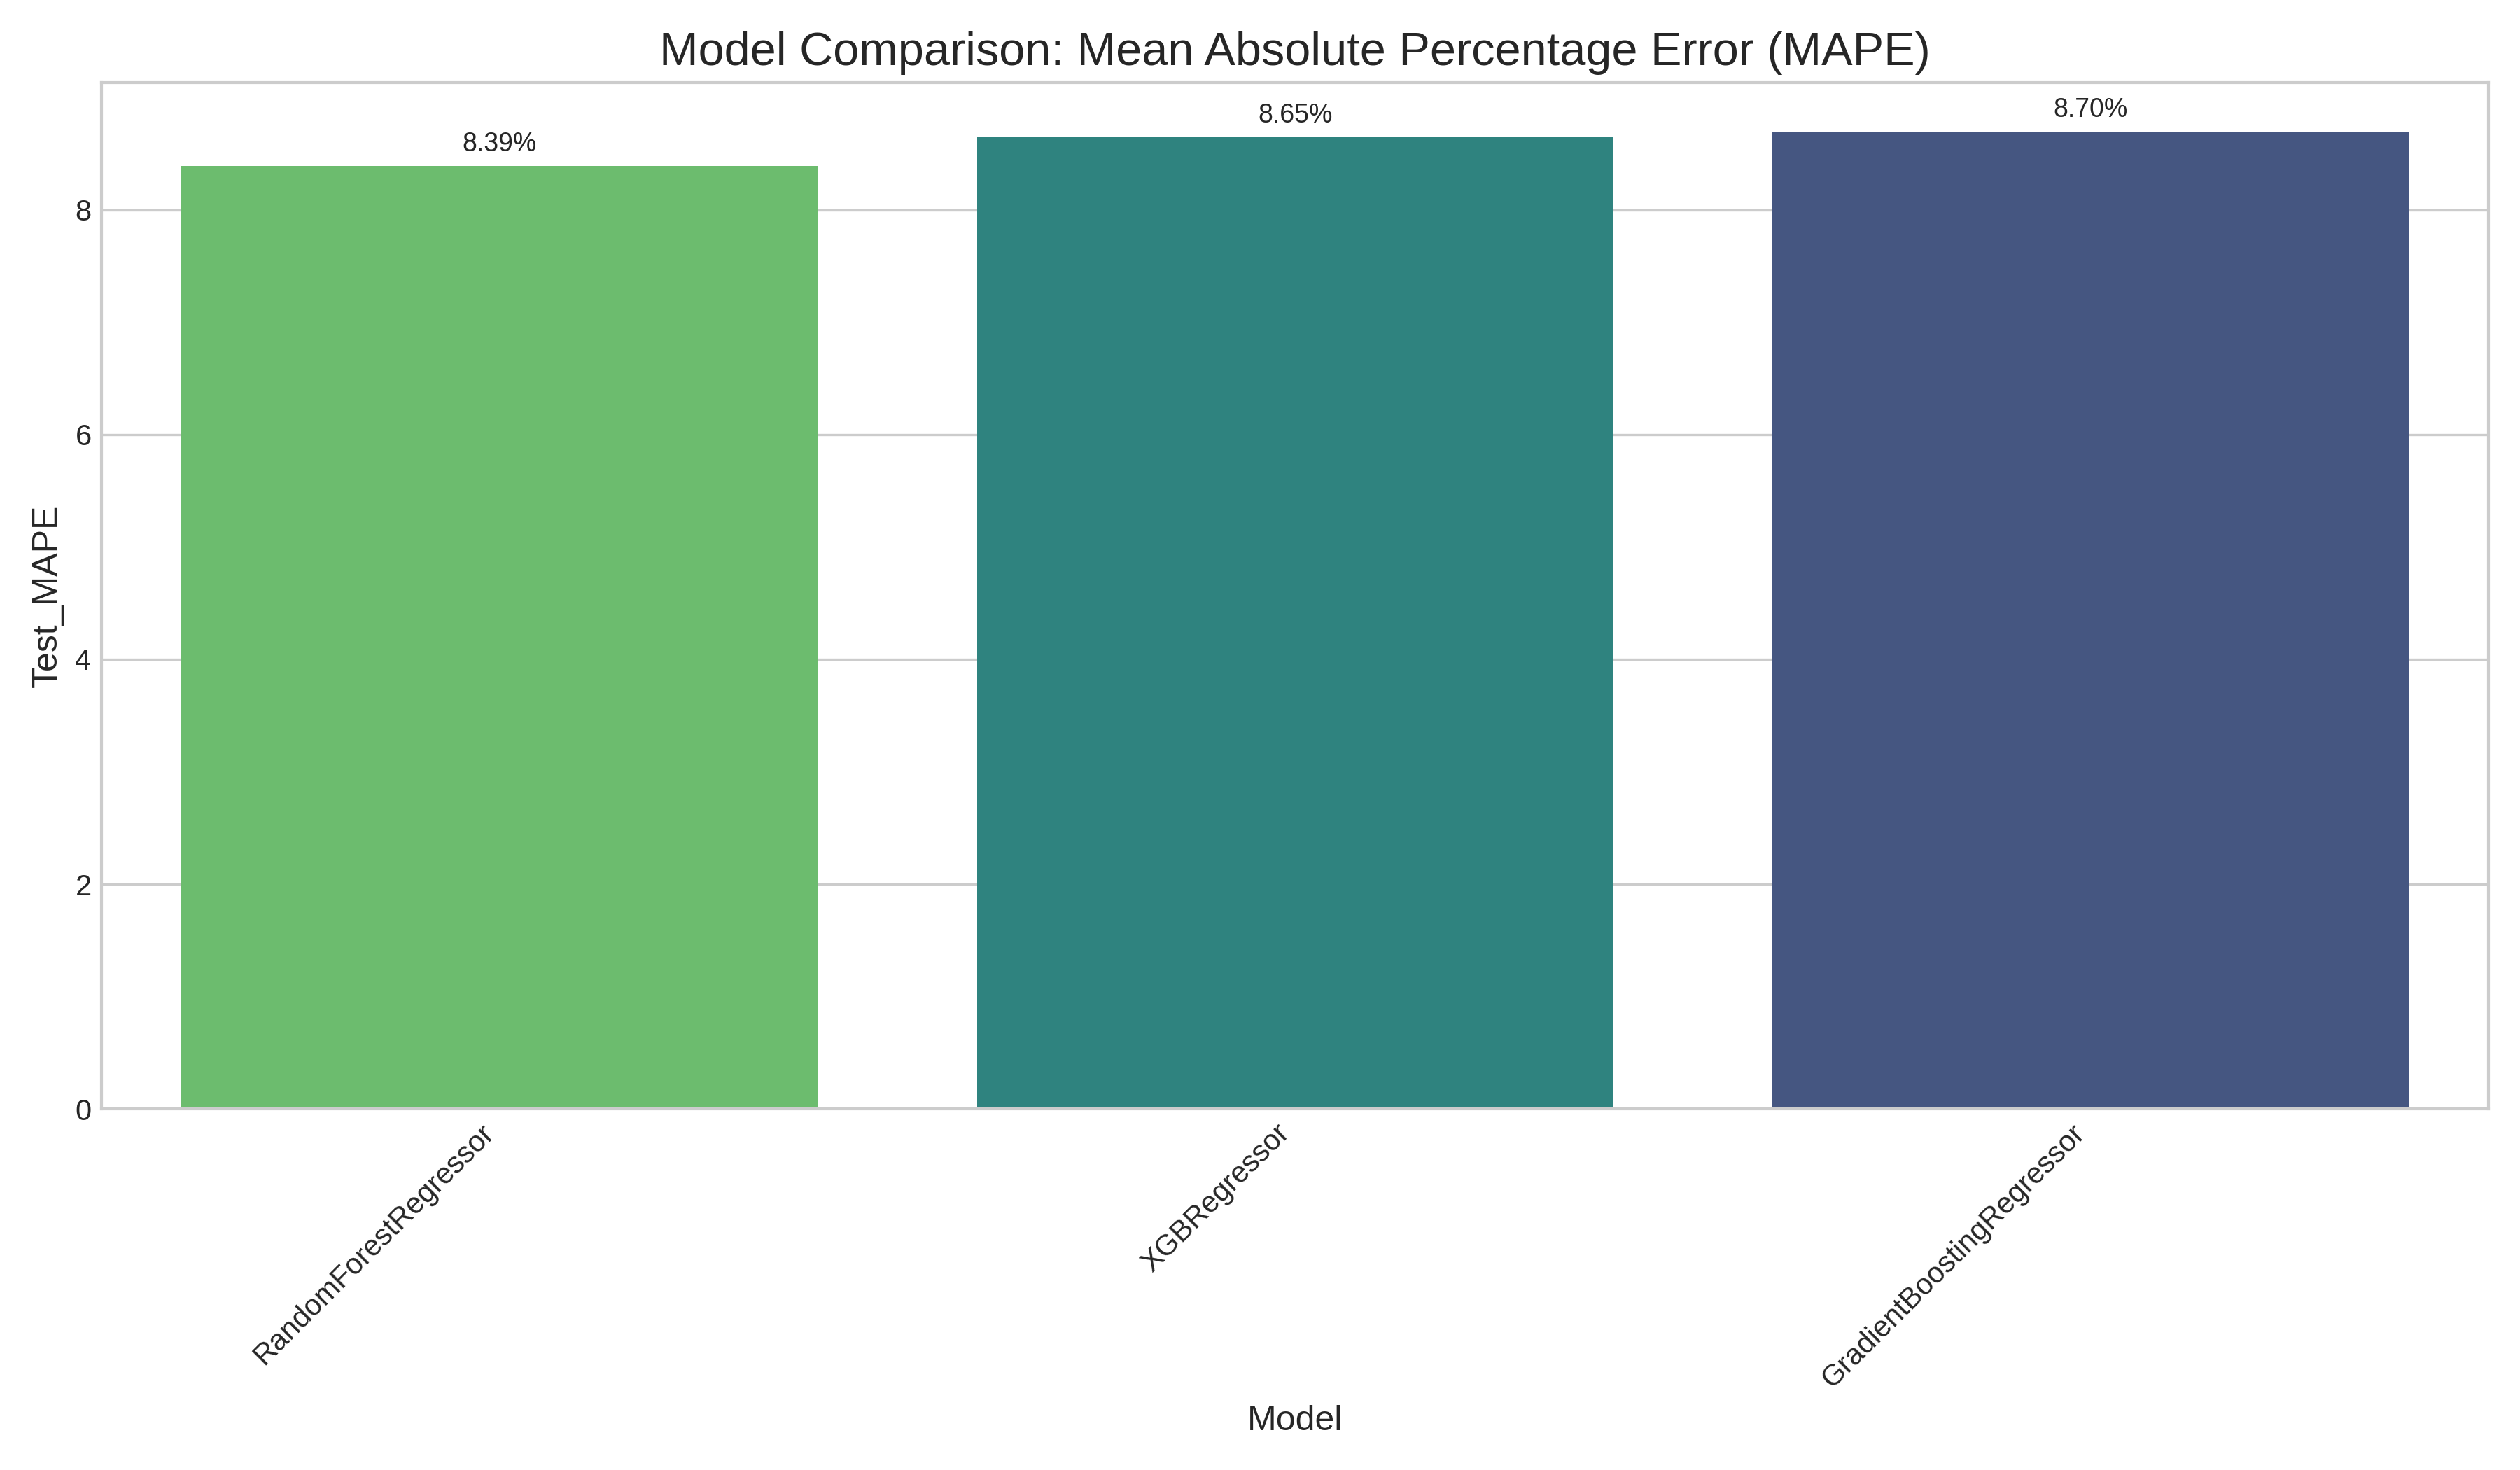 Model Comparison: Mean Absolute Percentage Error (MAPE)
8.39%
8.65%
8.70%
8
6
4
2
0
Test_MAPE
RandomForestRegressor
XGBRegressor
GradientBoostingRegressor
Model